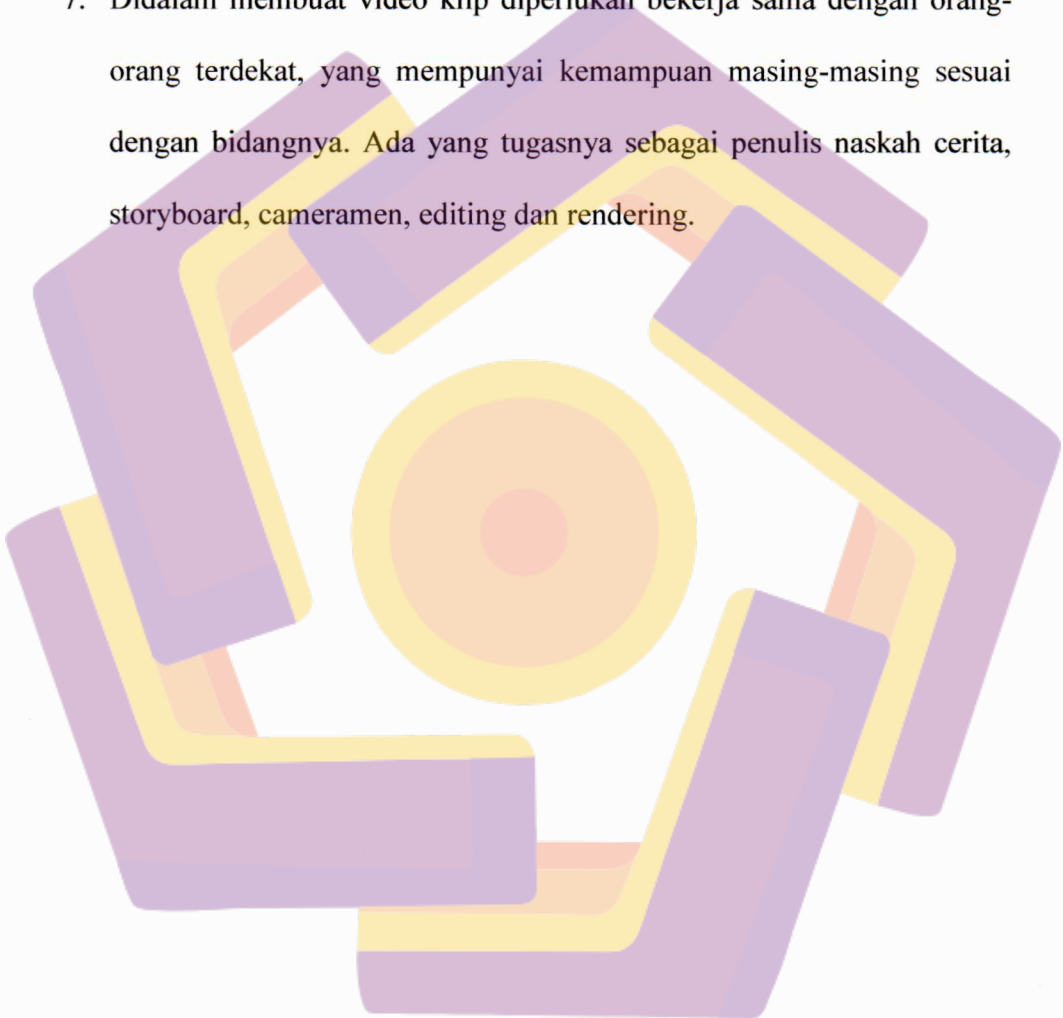 7. Didalam membuat video klip diperlukan bekerja sama dengan orang-
orang terdekat, yang mempunyai kemampuan masing-masing sesuai
dengan bidangnya. Ada yang tugasnya sebagai penulis naskah cerita,
storyboard, cameramen, editing dan rendering.